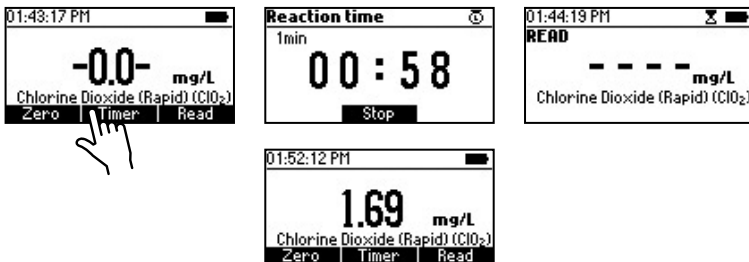 01:43:17 PM
-0.0- mg/L
Chlorine Dioxide (Rapid) (ClO₂)
Zero Timer Read
Reaction time
1min
00:58
Stop
01:44:19 PM
READ
---- mg/L
Chlorine Dioxide (Rapid) (ClO₂)
01:52:12 PM
1.69 mg/L
Chlorine Dioxide (Rapid) (ClO₂)
Zero Timer Read